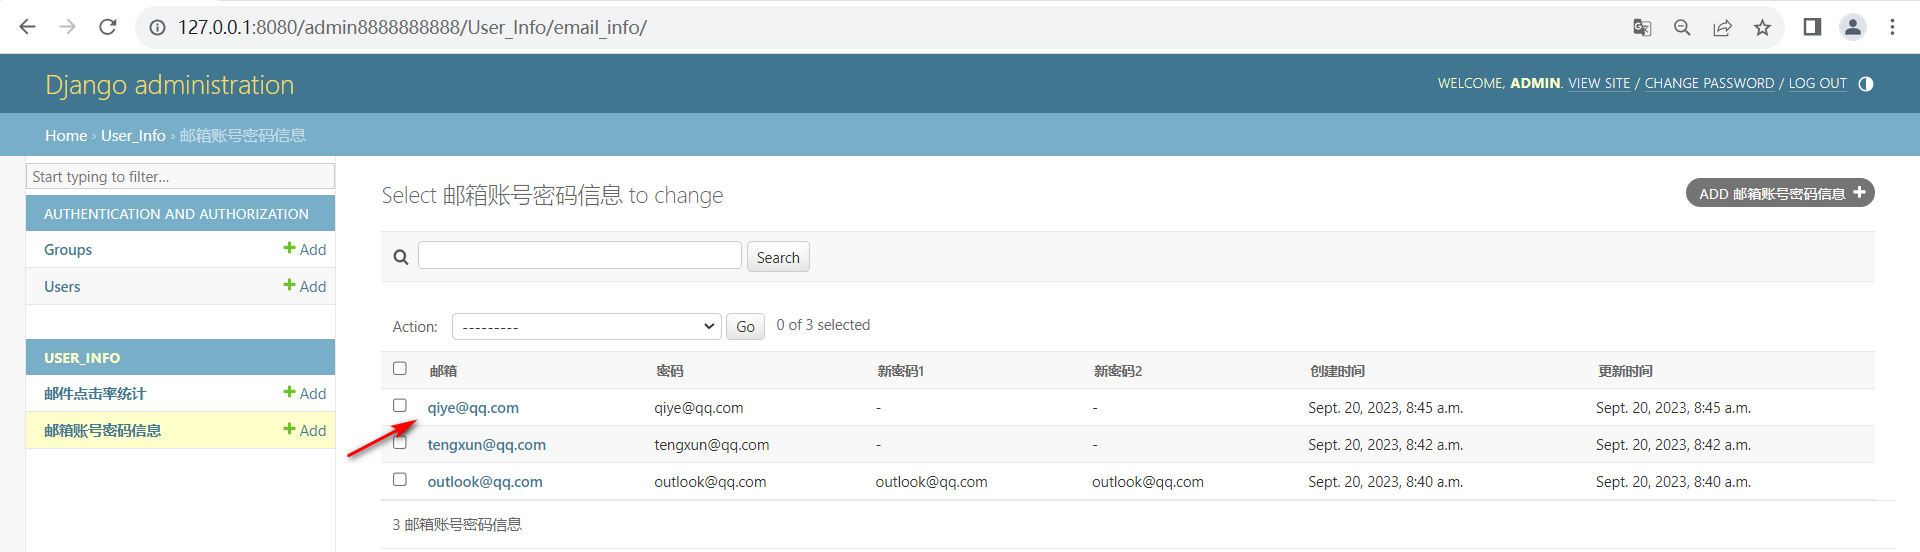 127.0.0.1:8080/admin8888888888/User_Info/email_info/
Django administration
WELCOME, ADMIN. VIEW SITE / CHANGE PASSWORD / LOG OUT
Home › User_Info › 邮箱账号密码信息
Start typing to filter...
AUTHENTICATION AND AUTHORIZATION
Groups + Add
Users + Add
USER_INFO
邮件点击率统计 + Add
邮箱账号密码信息 + Add
Select 邮箱账号密码信息 to change
ADD 邮箱账号密码信息 +
Search
Action: --------- Go 0 of 3 selected
邮箱 密码 新密码1 新密码2 创建时间 更新时间
qiye@qq.com qiye@qq.com - - Sept. 20, 2023, 8:45 a.m. Sept. 20, 2023, 8:45 a.m.
tengxun@qq.com tengxun@qq.com - - Sept. 20, 2023, 8:42 a.m. Sept. 20, 2023, 8:42 a.m.
outlook@qq.com outlook@qq.com outlook@qq.com outlook@qq.com Sept. 20, 2023, 8:40 a.m. Sept. 20, 2023, 8:40 a.m.
3 邮箱账号密码信息